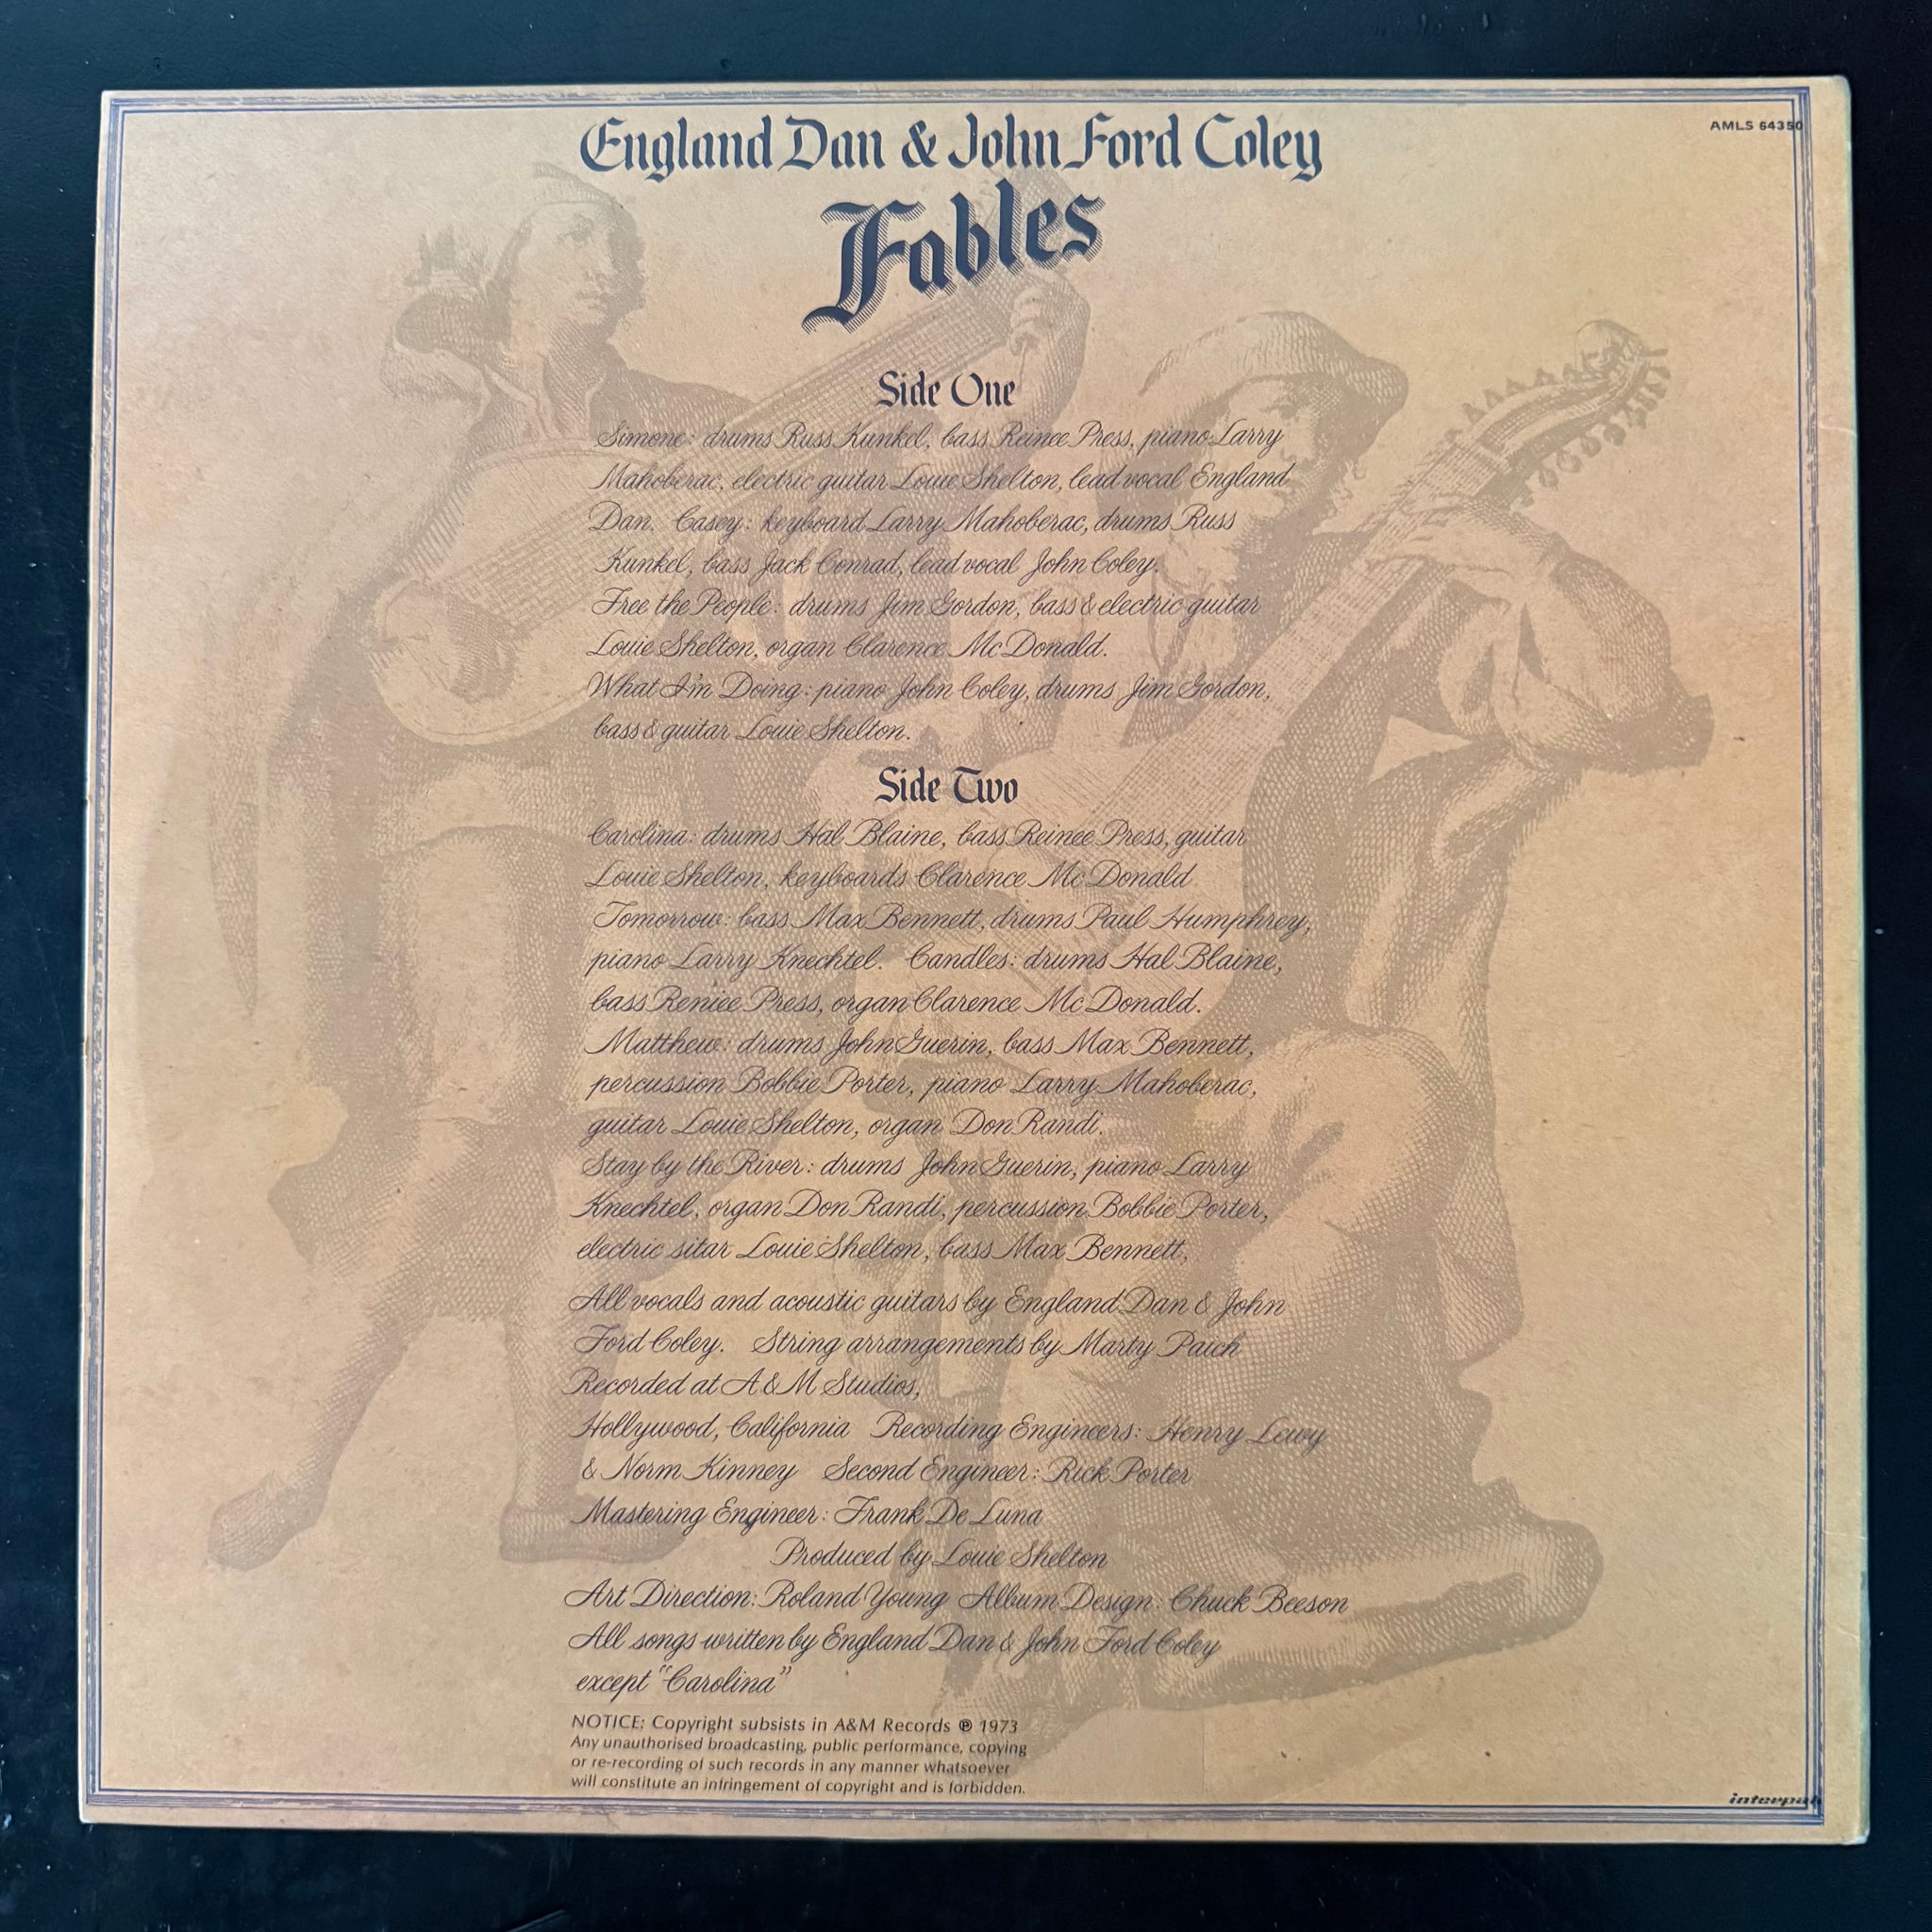 England Dan & John Ford Coley
AMLS 64350
Fables
Side One
Simone: drums Russ Kunkel, bass Reinee Press, piano Larry
Mahoberac, electric guitar Louie Shelton, lead vocal England
Dan. Casey: keyboard Larry Mahoberac, drums Russ
Kunkel, bass Jack Conrad, lead vocal John Coley.
Free the People: drums Jim Gordon, bass & electric guitar
Louie Shelton, organ Clarence McDonald.
What I'm Doing: piano John Coley, drums Jim Gordon,
bass & guitar Louie Shelton.
Side Two
Carolina: drums Hal Blaine, bass Reinee Press, guitar
Louie Shelton, keyboards Clarence McDonald
Tomorrow: bass Max Bennett, drums Paul Humphrey,
piano Larry Knechtel. Candles: drums Hal Blaine,
bass Reniee Press, organ Clarence McDonald.
Matthew: drums John Guerin, bass Max Bennett,
percussion Bobbie Porter, piano Larry Mahoberac,
guitar Louie Shelton, organ Don Randi.
Stay by the River: drums John Guerin, piano Larry
Knechtel, organ Don Randi, percussion Bobbie Porter,
electric sitar Louie Shelton, bass Max Bennett,
All vocals and acoustic guitars by England Dan & John
Ford Coley. String arrangements by Marty Paich
Recorded at A&M Studios,
Hollywood, California Recording Engineers: Henry Lewy
& Norm Kinney Second Engineer: Rick Porter
Mastering Engineer: Frank De Luna
Produced by Louie Shelton
Art Direction: Roland Young Album Design: Chuck Beeson
All songs written by England Dan & John Ford Coley
except "Carolina"
NOTICE: Copyright subsists in A&M Records ℗ 1973
Any unauthorised broadcasting, public performance, copying
or re-recording of such records in any manner whatsoever
will constitute an infringement of copyright and is forbidden.
interpak